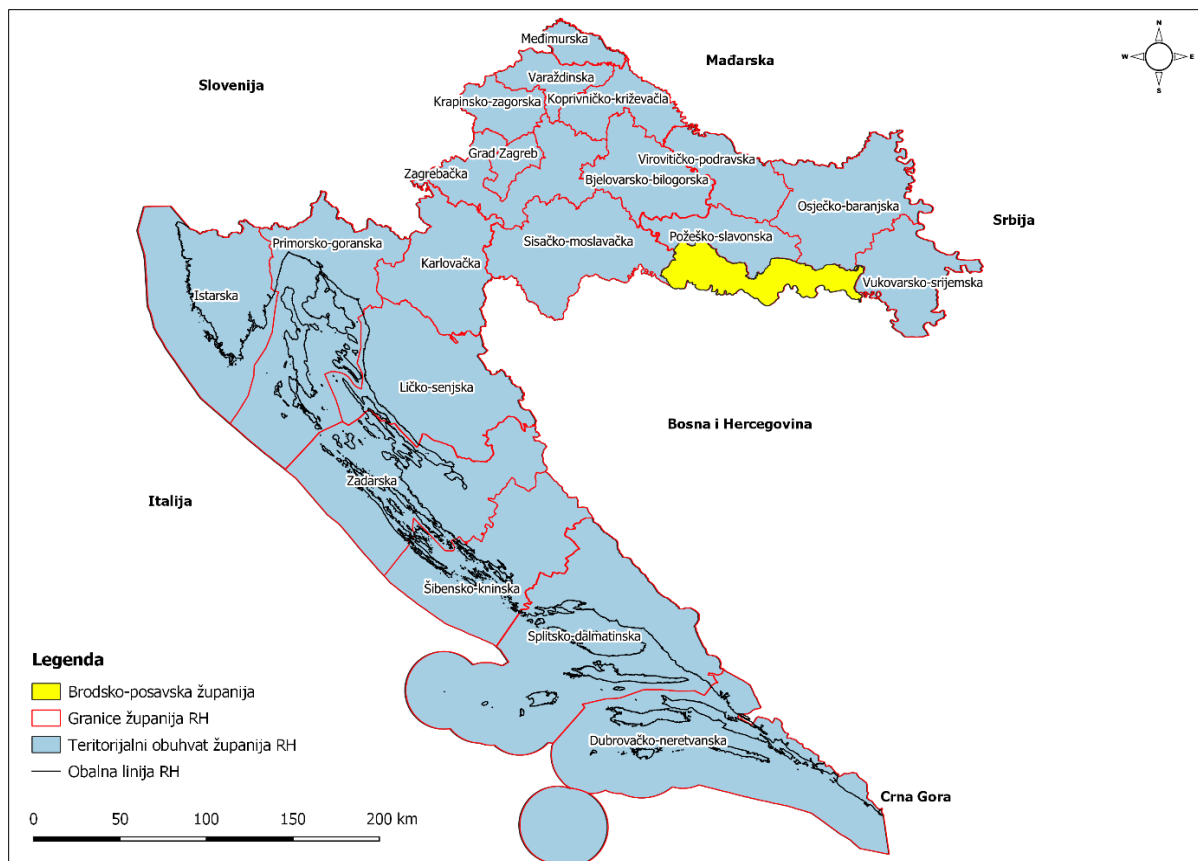 N
W
E
S
Međimurska
Mađarska
Slovenija
Varaždinska
Krapinsko-zagorska
Koprivničko-križevačla
Grad Zagreb
Zagrebačka
Virovitičko-podravska
Bjelovarsko-bilogorska
Osječko-baranjska
Srbija
Primorsko-goranska
Karlovačka
Sisačko-moslavačka
Požeško-slavonska
Vukovarsko-srijemska
Istarska
Ličko-senjska
Bosna i Hercegovina
Italija
Zadarska
Šibensko-kninska
Splitsko-dalmatinska
Dubrovačko-neretvanska
Crna Gora
Legenda
Brodsko-posavska županija
Granice županija RH
Teritorijalni obuhvat županija RH
Obalna linija RH
0 50 100 150 200 km